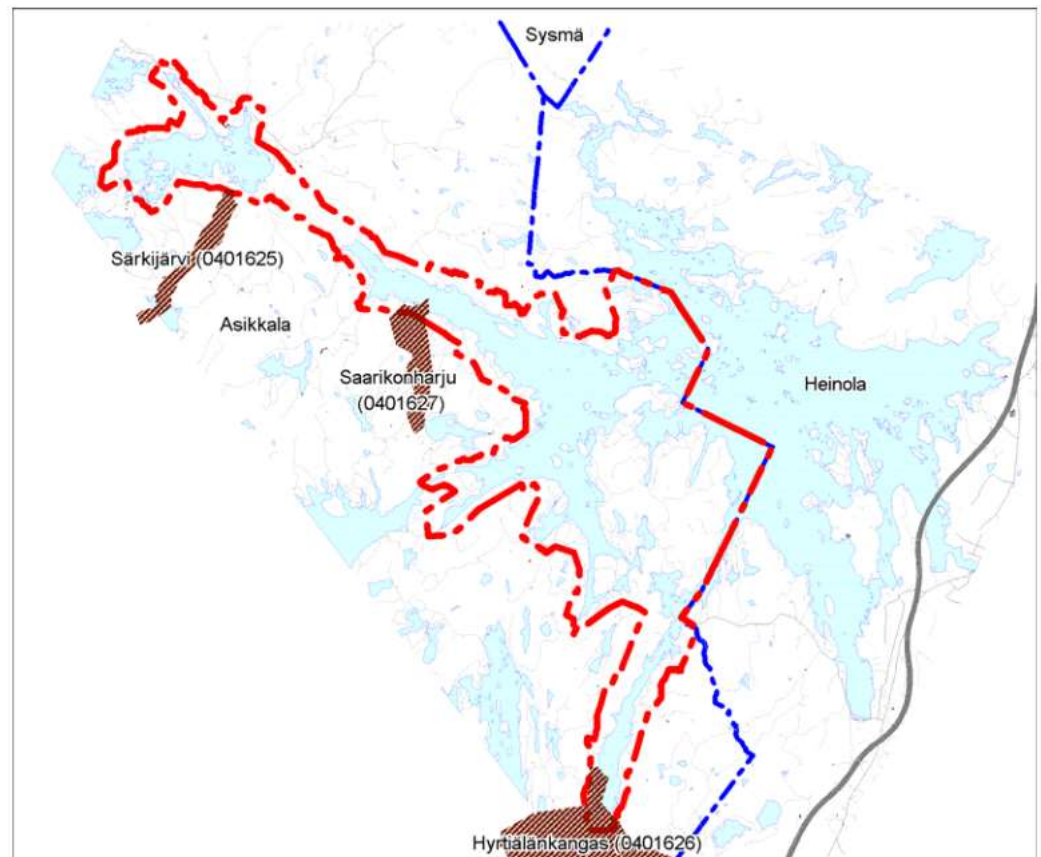 Sysmä
Särkijärvi (0401625)
Asikkala
Saarikonharju
(0401627)
Heinola
Hyrtiälänkangas (0401626)